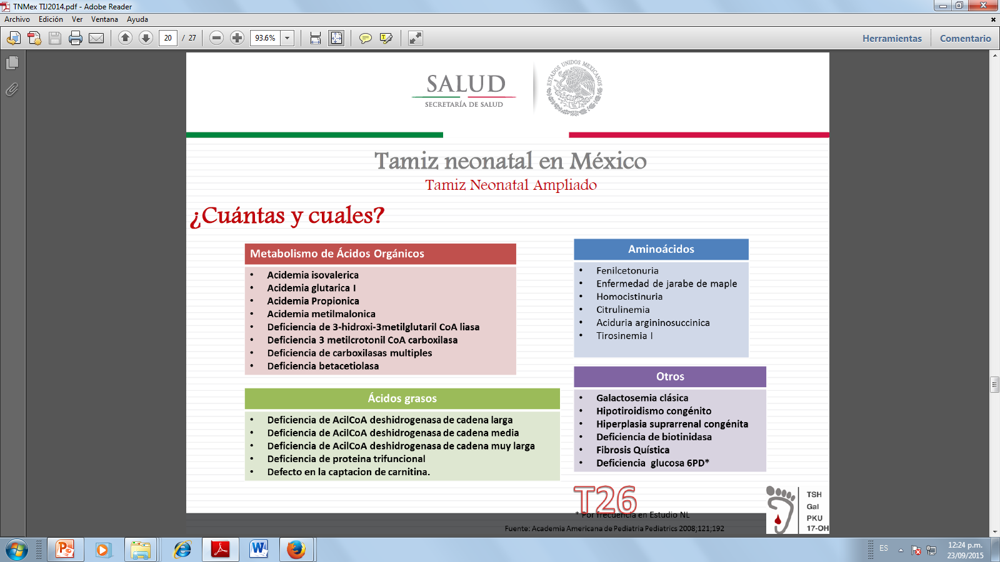 TNMex TIJ2014.pdf - Adobe Reader
Archivo Edición Ver Ventana Ayuda
20 / 27 93.6% Herramientas Comentario
SALUD
SECRETARÍA DE SALUD
ESTADOS UNIDOS MEXICANOS
Tamiz neonatal en México
Tamiz Neonatal Ampliado
¿Cuántas y cuales?
Metabolismo de Ácidos Orgánicos
• Acidemia isovalerica
• Acidemia glutarica I
• Acidemia Propionica
• Acidemia metilmalonica
• Deficiencia de 3-hidroxi-3metilglutaril CoA liasa
• Deficiencia 3 metilcrotonil CoA carboxilasa
• Deficiencia de carboxilasas multiples
• Deficiencia betacetiolasa
Aminoácidos
• Fenilcetonuria
• Enfermedad de jarabe de maple
• Homocistinuria
• Citrulinemia
• Aciduria argininosuccinica
• Tirosinemia I
Ácidos grasos
• Deficiencia de AcilCoA deshidrogenasa de cadena larga
• Deficiencia de AcilCoA deshidrogenasa de cadena media
• Deficiencia de AcilCoA deshidrogenasa de cadena muy larga
• Deficiencia de proteina trifuncional
• Defecto en la captacion de carnitina.
Otros
• Galactosemia clásica
• Hipotiroidismo congénito
• Hiperplasia suprarrenal congénita
• Deficiencia de biotinidasa
• Fibrosis Quística
• Deficiencia glucosa 6PD*
T26
* Por frecuencia en Estudio NL
Fuente: Academia Americana de Pediatria Pediatrics 2008;121;192
TSH
Gal
PKU
17-OH
ES
12:24 p.m.
23/09/2015